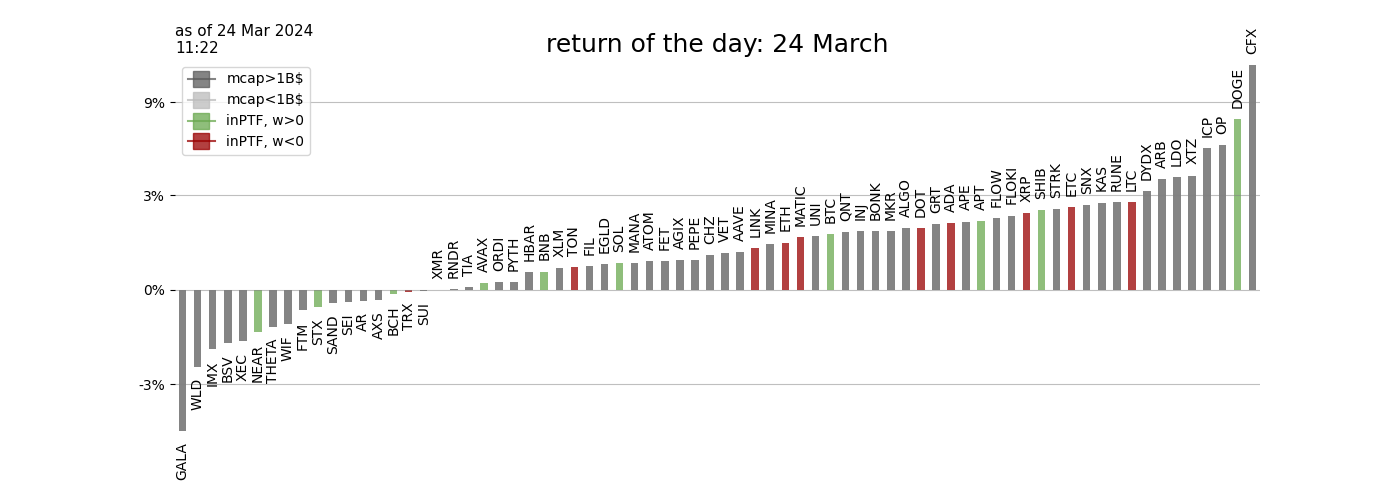 as of 24 Mar 2024
11:22
return of the day: 24 March
mcap>1B$
mcap<1B$
inPTF, w>0
inPTF, w<0
9%
3%
0%
-3%
GALA
WLD
IMX
BSV
XEC
NEAR
THETA
WIF
FTM
STX
SAND
SEI
AR
AXS
BCH
TRX
SUI
XMR
RNDR
TIA
AVAX
ORDI
PYTH
HBAR
BNB
XLM
TON
FIL
EGLD
SOL
MANA
ATOM
FET
AGIX
PEPE
CHZ
VET
AAVE
LINK
MINA
ETH
MATIC
UNI
BTC
QNT
INJ
BONK
MKR
ALGO
DOT
GRT
ADA
APE
APT
FLOW
FLOKI
XRP
SHIB
STRK
ETC
SNX
KAS
RUNE
LTC
DYDX
ARB
LDO
XTZ
ICP
OP
DOGE
CFX